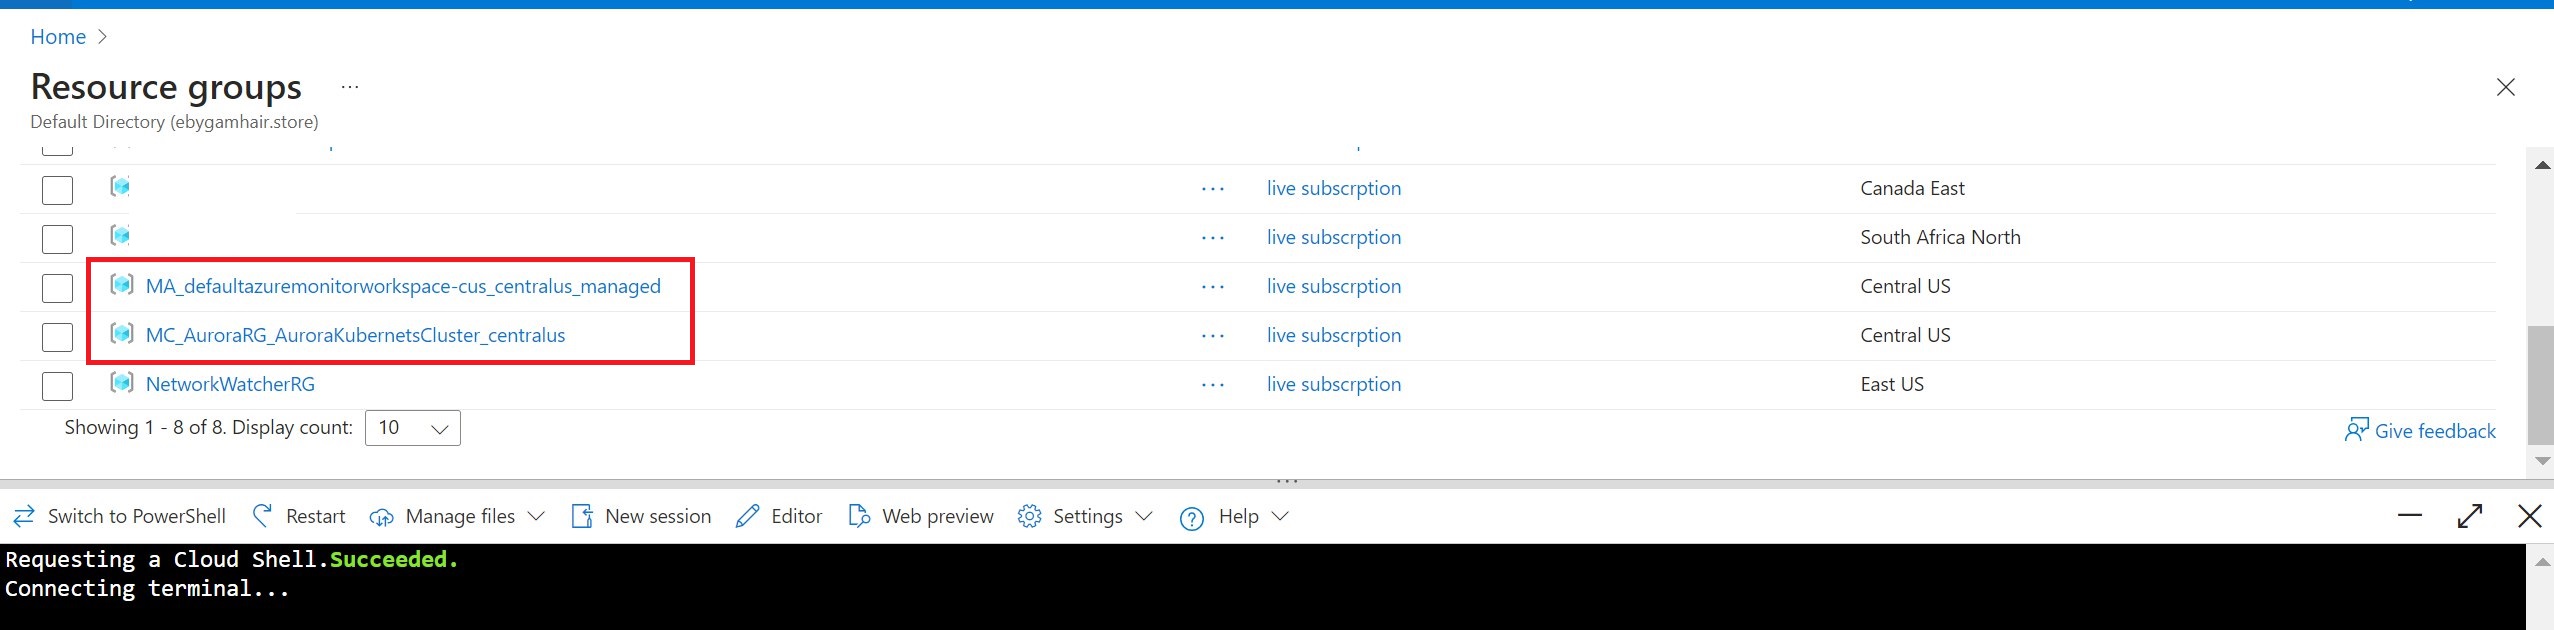 Home
Resource groups ...
Default Directory (ebygamhair.store)
... live subscrption Canada East
... live subscrption South Africa North
MA_defaultazuremonitorworkspace-cus_centralus_managed ... live subscrption Central US
MC_AuroraRG_AuroraKubernetsCluster_centralus ... live subscrption Central US
NetworkWatcherRG ... live subscrption East US
Showing 1 - 8 of 8. Display count: 10
Give feedback
Switch to PowerShell Restart Manage files New session Editor Web preview Settings Help
Requesting a Cloud Shell.Succeeded.
Connecting terminal...